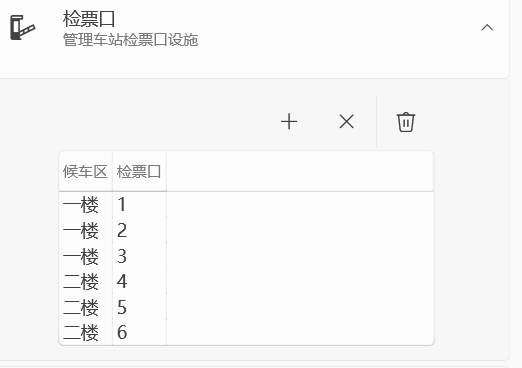 检票口
管理车站检票口设施
候车区 检票口
一楼 1
一楼 2
一楼 3
二楼 4
二楼 5
二楼 6